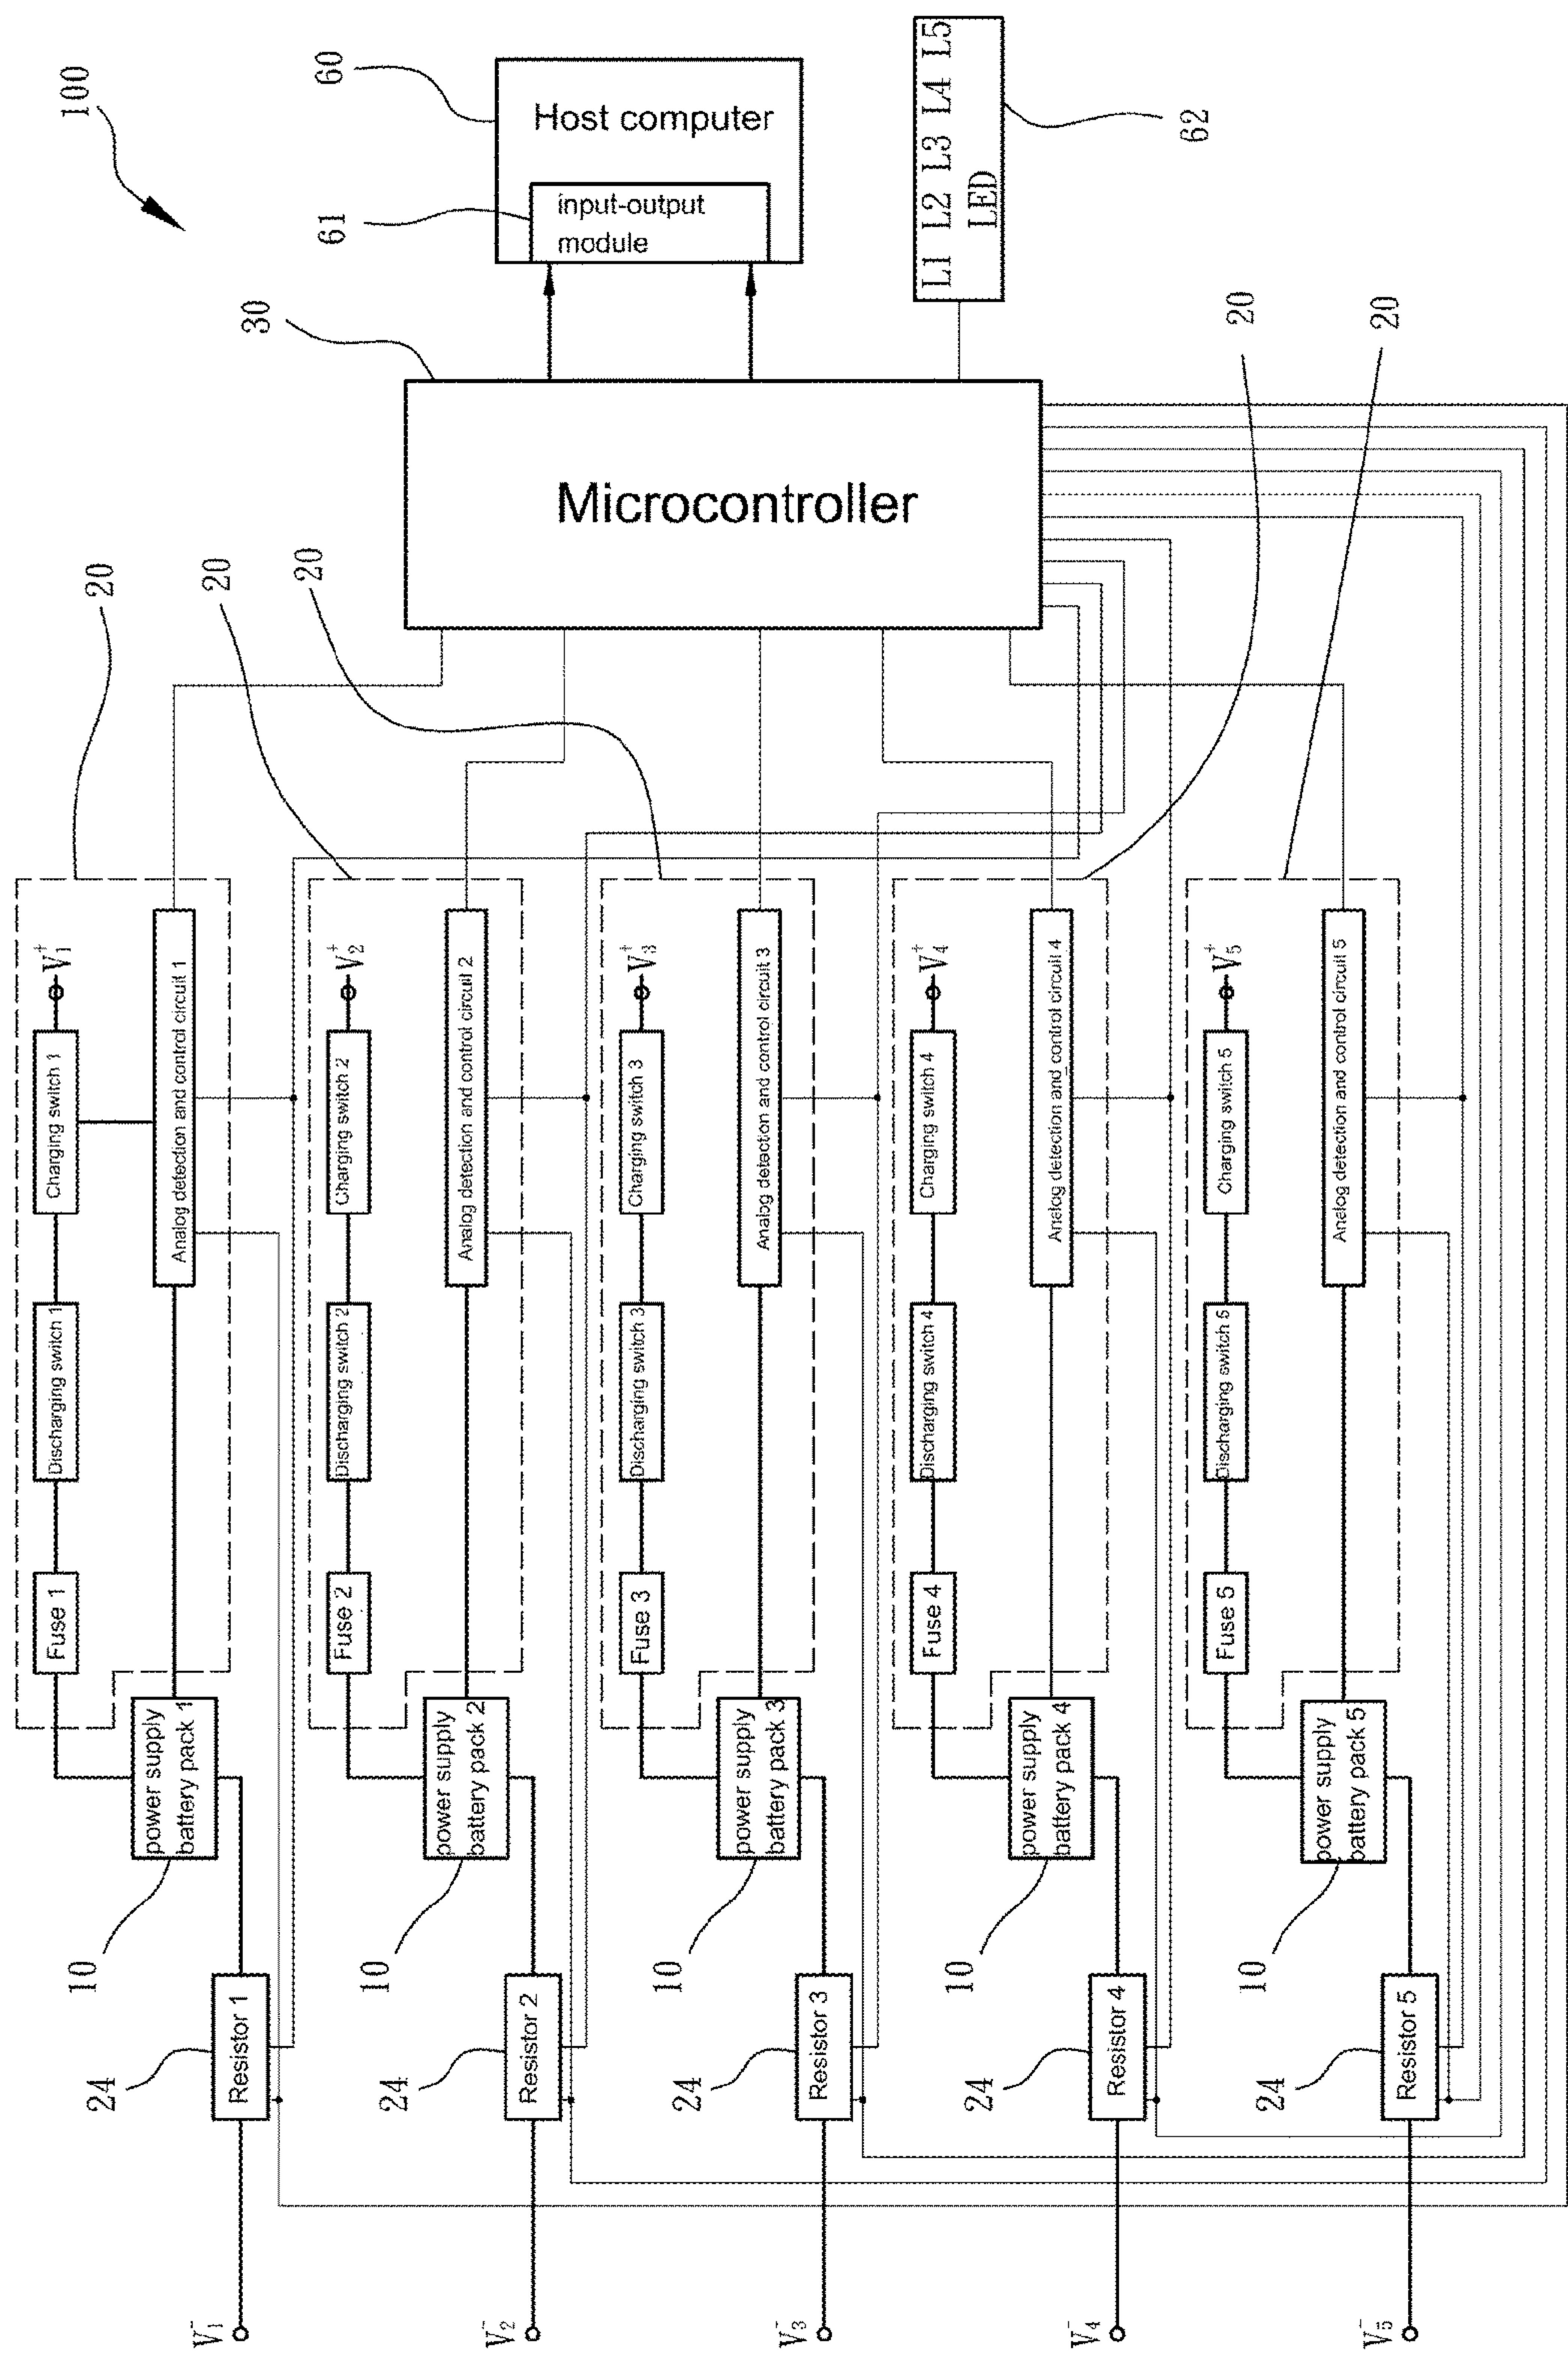 100
60
Host computer
61
input-output
module
L1 L2 L3 L4 L5
LED
62
30
Microcontroller
20
20
20
20
20
V1+
Charging switch 1
Discharging switch 1
Fuse 1
Analog detection and control circuit 1
power supply
battery pack 1
10
Resistor 1
24
V1-
V2+
Charging switch 2
Discharging switch 2
Fuse 2
Analog detection and control circuit 2
power supply
battery pack 2
10
Resistor 2
24
V2-
V3+
Charging switch 3
Discharging switch 3
Fuse 3
Analog detection and control circuit 3
power supply
battery pack 3
10
Resistor 3
24
V3-
V4+
Charging switch 4
Discharging switch 4
Fuse 4
Analog detection and control circuit 4
power supply
battery pack 4
10
Resistor 4
24
V4-
V5+
Charging switch 5
Discharging switch 5
Fuse 5
Analog detection and control circuit 5
power supply
battery pack 5
10
Resistor 5
24
V5-